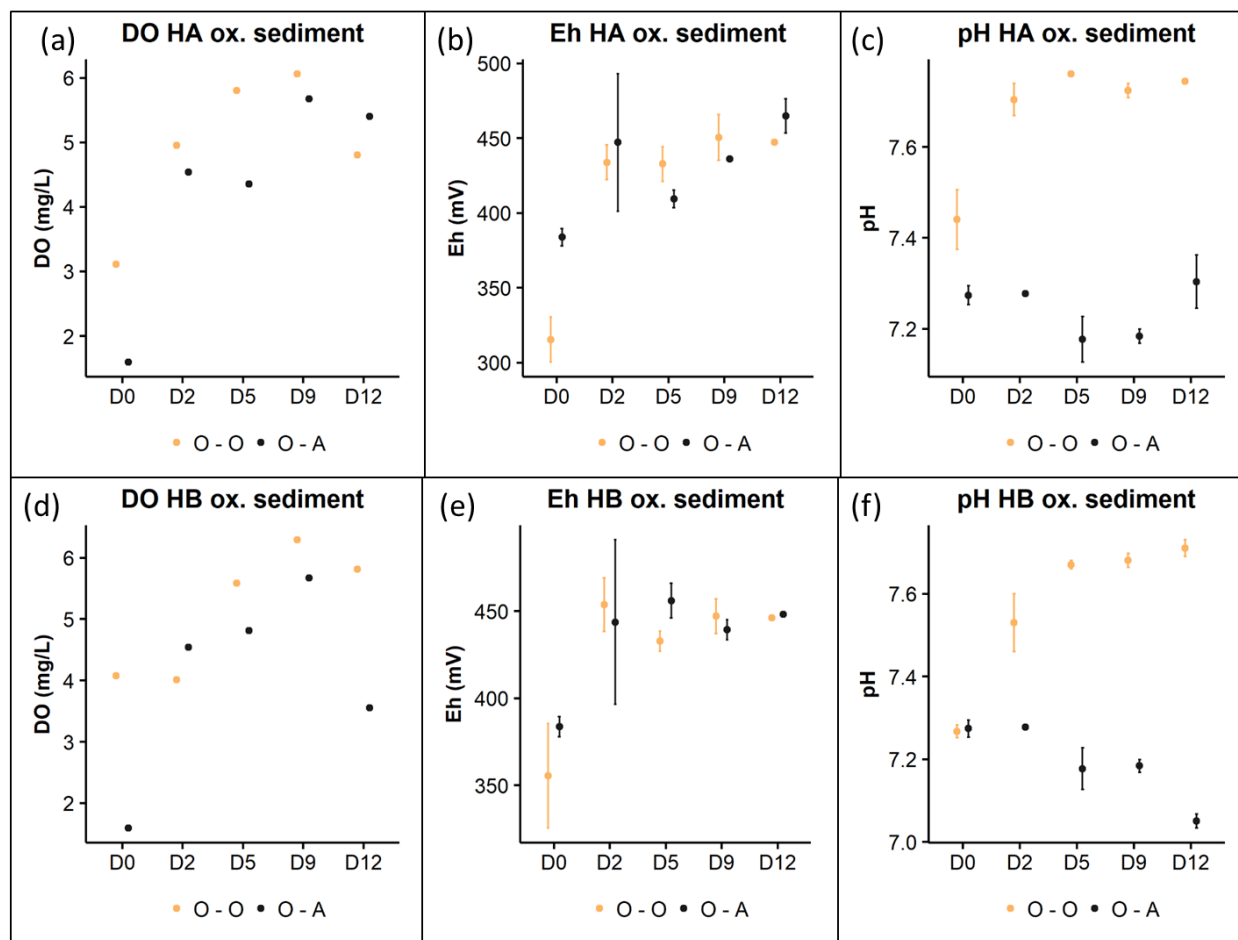 (a) DO HA ox. sediment
DO (mg/L)
6
5
4
3
2
D0 D2 D5 D9 D12
O - O O - A
(b) Eh HA ox. sediment
Eh (mV)
500
450
400
350
300
D0 D2 D5 D9 D12
O - O O - A
(c) pH HA ox. sediment
pH
7.6
7.4
7.2
D0 D2 D5 D9 D12
O - O O - A
(d) DO HB ox. sediment
DO (mg/L)
6
5
4
3
2
D0 D2 D5 D9 D12
O - O O - A
(e) Eh HB ox. sediment
Eh (mV)
450
400
350
D0 D2 D5 D9 D12
O - O O - A
(f) pH HB ox. sediment
pH
7.6
7.4
7.2
7.0
D0 D2 D5 D9 D12
O - O O - A